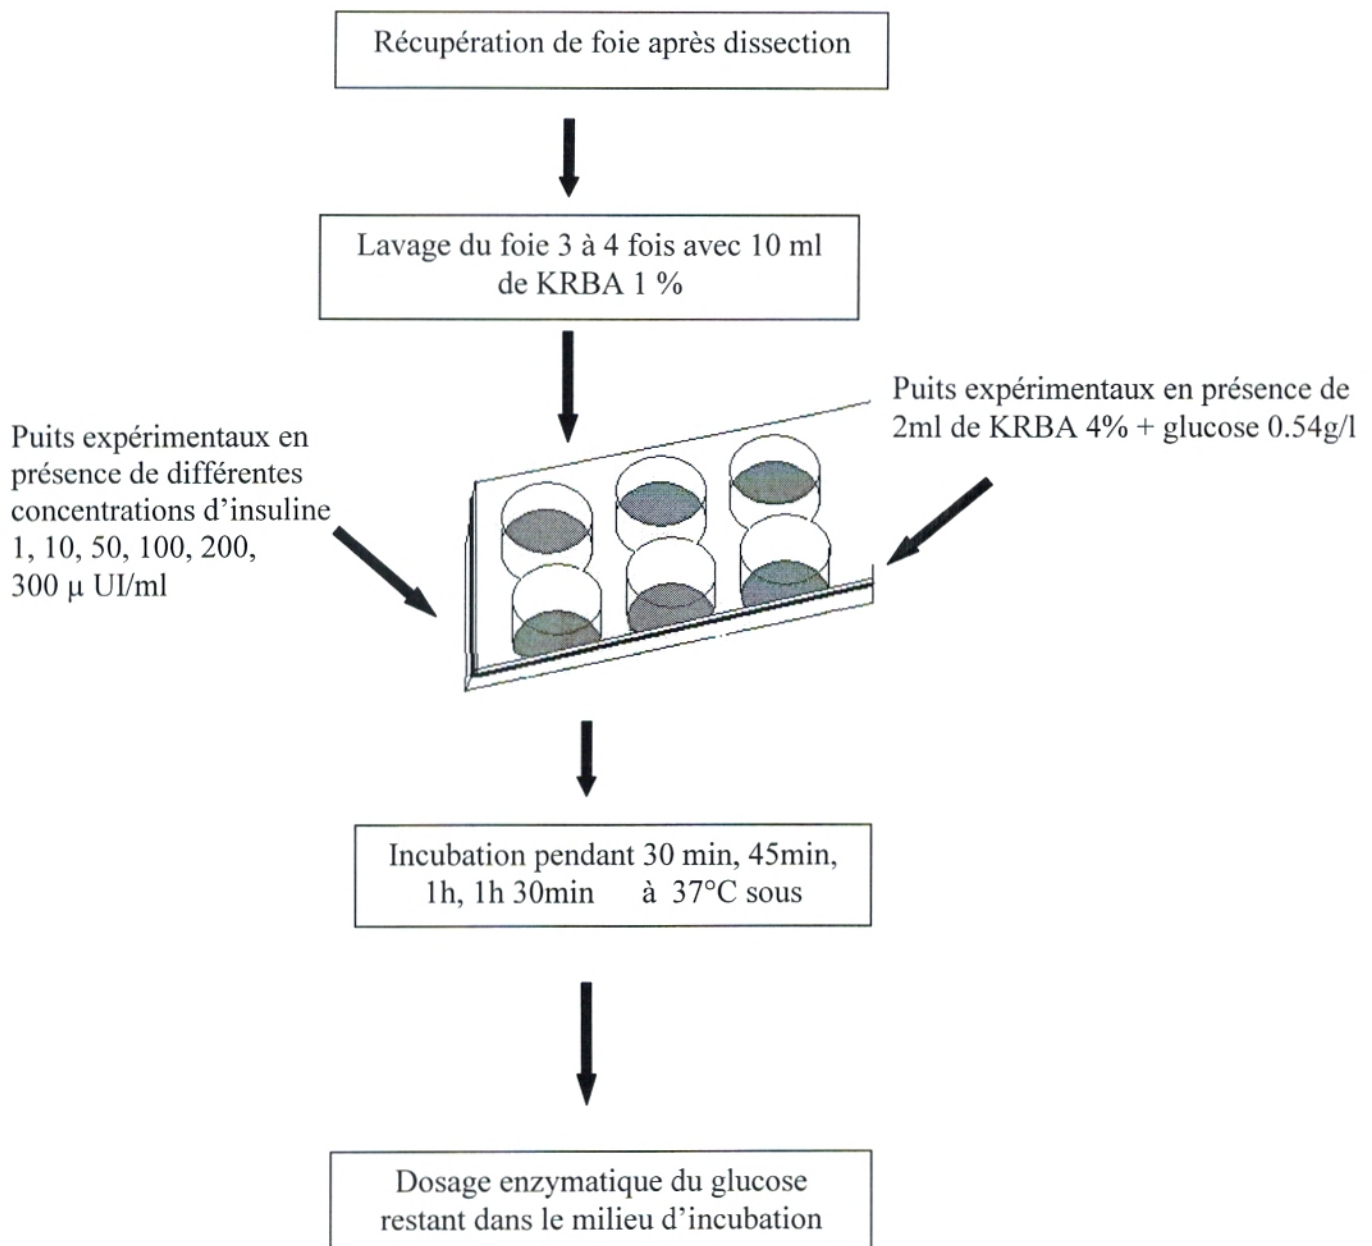 Récupération de foie après dissection
Lavage du foie 3 à 4 fois avec 10 ml
de KRBA 1 %
Puits expérimentaux en présence de
2ml de KRBA 4% + glucose 0.54g/l
Puits expérimentaux en
présence de différentes
concentrations d’insuline
1, 10, 50, 100, 200,
300 μ UI/ml
Incubation pendant 30 min, 45min,
1h, 1h 30min à 37°C sous
Dosage enzymatique du glucose
restant dans le milieu d’incubation